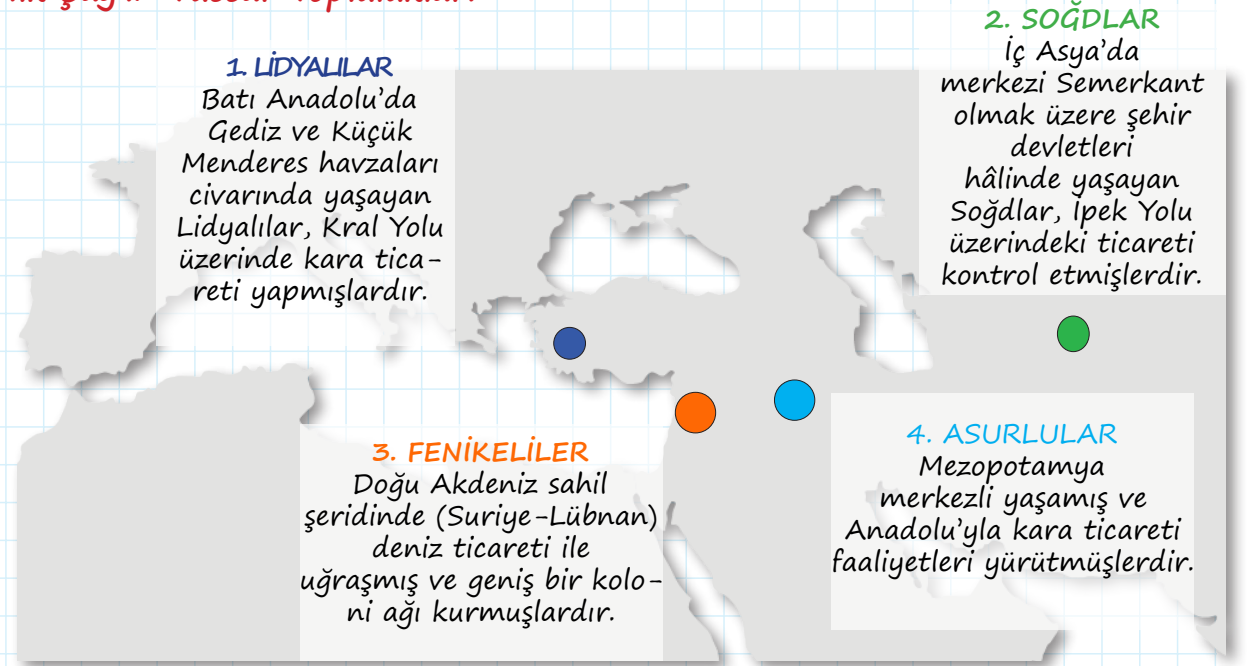 1. LİDYALILAR
Batı Anadolu’da
Gediz ve Küçük
Menderes havzaları
civarında yaşayan
Lidyalılar, Kral Yolu
üzerinde kara tica-
reti yapmışlardır.
2. SOĞDLAR
İç Asya’da
merkezi Semerkant
olmak üzere şehir
devletleri
hâlinde yaşayan
Soğdlar, İpek Yolu
üzerindeki ticareti
kontrol etmişlerdir.
3. FENİKELİLER
Doğu Akdeniz sahil
şeridinde (Suriye-Lübnan)
deniz ticareti ile
uğraşmış ve geniş bir kolo-
ni ağı kurmuşlardır.
4. ASURLULAR
Mezopotamya
merkezli yaşamış ve
Anadolu’yla kara ticareti
faaliyetleri yürütmüşlerdir.